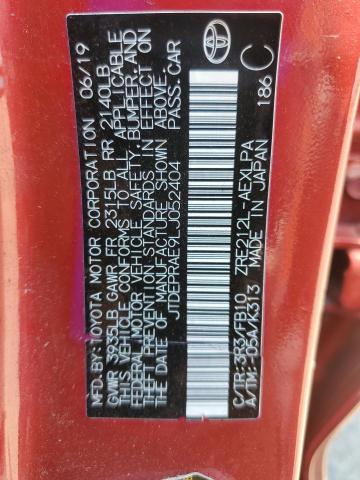 MFD.BY:TOYOTA MOTOR CORPORATION 06/19
GVWR 3935LB GAWR FR 2315LB RR 2140LB
THIS VEHICLE CONFORMS TO ALL APPLICABLE
FEDERAL MOTOR VEHICLE SAFETY, BUMPER, AND
THEFT PREVENTION STANDARDS IN EFFECT ON
THE DATE OF MANUFACTURE SHOWN ABOVE.
JTDEPRAE9LJ052404 PASS.CAR
C/TR:3R3/FB10 ZRE212L-AEXLPA 186
A/TM:-05A/K313 MADE IN JAPAN C
TOYOTA